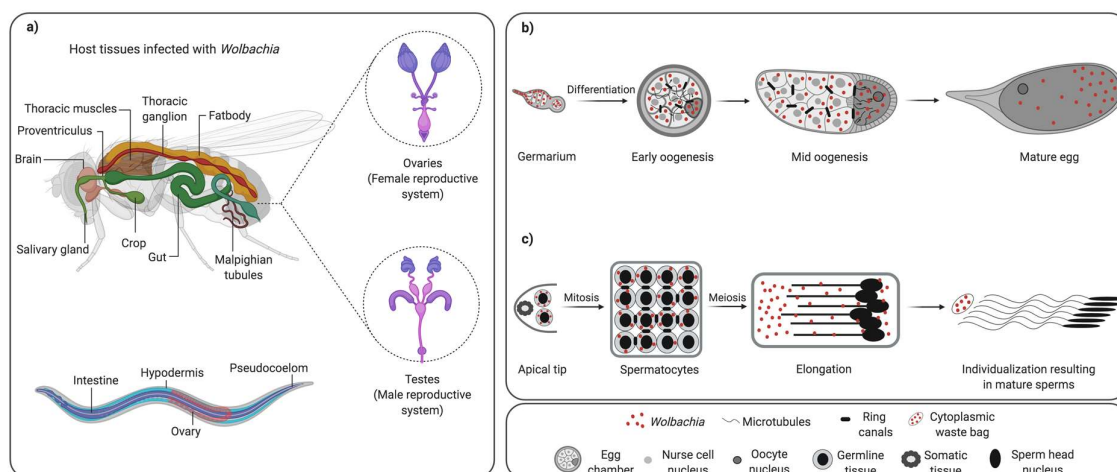 a)
Host tissues infected with Wolbachia
Thoracic muscles
Thoracic
ganglion
Fatbody
Proventriculus
Brain
Salivary gland
Crop
Gut
Malpighian
tubules
Ovaries
(Female reproductive
system)
Testes
(Male reproductive
system)
Intestine
Hypodermis
Pseudocoelom
Ovary
b)
Differentiation
Germarium
Early oogenesis
Mid oogenesis
Mature egg
c)
Mitosis
Meiosis
Apical tip
Spermatocytes
Elongation
Individualization resulting
in mature sperms
Wolbachia
Microtubules
Ring
canals
Cytoplasmic
waste bag
Egg
chamber
Nurse cell
nucleus
Oocyte
nucleus
Germline
tissue
Somatic
tissue
Sperm head
nucleus